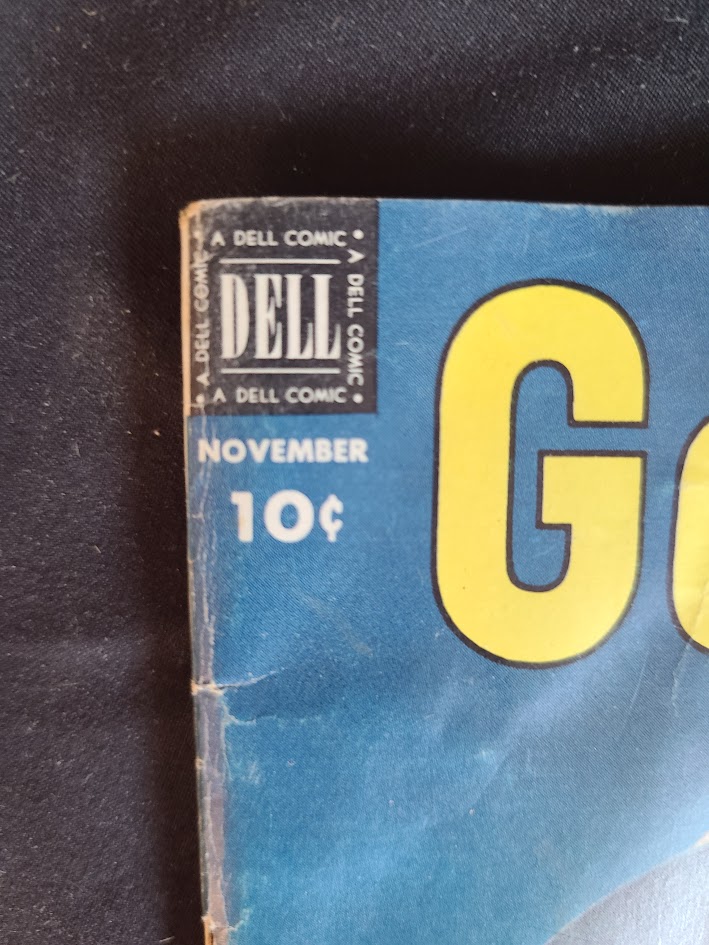 • A DELL COMIC •
A DELL COMIC
DELL
A DELL COMIC
• A DELL COMIC •
NOVEMBER
10¢
G